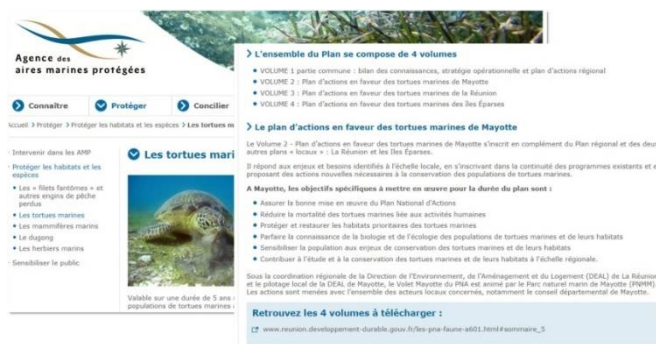 Agence des
aires marines protégées
Connaître
Protéger
Concilier
Accueil > Protéger > Protéger les habitats et les espèces > Les tortues m
Intervenir dans les AMP
Protéger les habitats et les
espèces
Les « filets fantômes » et
autres engins de pêche
perdus
Les tortues marines
Les mammifères marins
Le dugong
Les herbiers marins
Sensibiliser le public
Les tortues mari
Valable sur une durée de 5 ans
populations de tortues marines
L'ensemble du Plan se compose de 4 volumes
VOLUME 1 partie commune : bilan des connaissances, stratégie opérationnelle et plan d'actions régional
VOLUME 2 : Plan d'actions en faveur des tortues marines de Mayotte
VOLUME 3 : Plan d'actions en faveur des tortues marines de la Réunion
VOLUME 4 : Plan d'actions en faveur des tortues marines des îles Éparses
Le plan d'actions en faveur des tortues marines de Mayotte
Le Volume 2 - Plan d'actions en faveur des tortues marines de Mayotte s'inscrit en complément du Plan régional et des deux
autres plans « locaux » : La Réunion et les îles Éparses.
Il répond aux enjeux et besoins identifiés à l'échelle locale, en s'inscrivant dans la continuité des programmes existants et e
proposant des actions nouvelles nécessaires à la conservation des populations de tortues marines.
A Mayotte, les objectifs spécifiques à mettre en œuvre pour la durée du plan sont :
Assurer la bonne mise en œuvre du Plan National d'Actions
Réduire la mortalité des tortues marines liée aux activités humaines
Protéger et restaurer les habitats prioritaires des tortues marines
Parfaire la connaissance de la biologie et de l'écologie des populations de tortues marines et de leurs habitats
Sensibiliser la population aux enjeux de conservation des tortues marines et de leurs habitats
Contribuer à l'étude et à la conservation des tortues marines et de leurs habitats à l'échelle régionale.
Sous la coordination régionale de la Direction de l'Environnement, de l'Aménagement et du Logement (DEAL) de La Réunion
et le pilotage local de la DEAL de Mayotte, le Volet Mayotte du PNA est animé par le Parc naturel marin de Mayotte (PNMM).
Les actions sont menées avec l'ensemble des acteurs locaux concernés, notamment le conseil départemental de Mayotte.
Retrouvez les 4 volumes à télécharger :
www.reunion.developpement-durable.gouv.fr/les-pna-faune-a601.html#sommaire_5